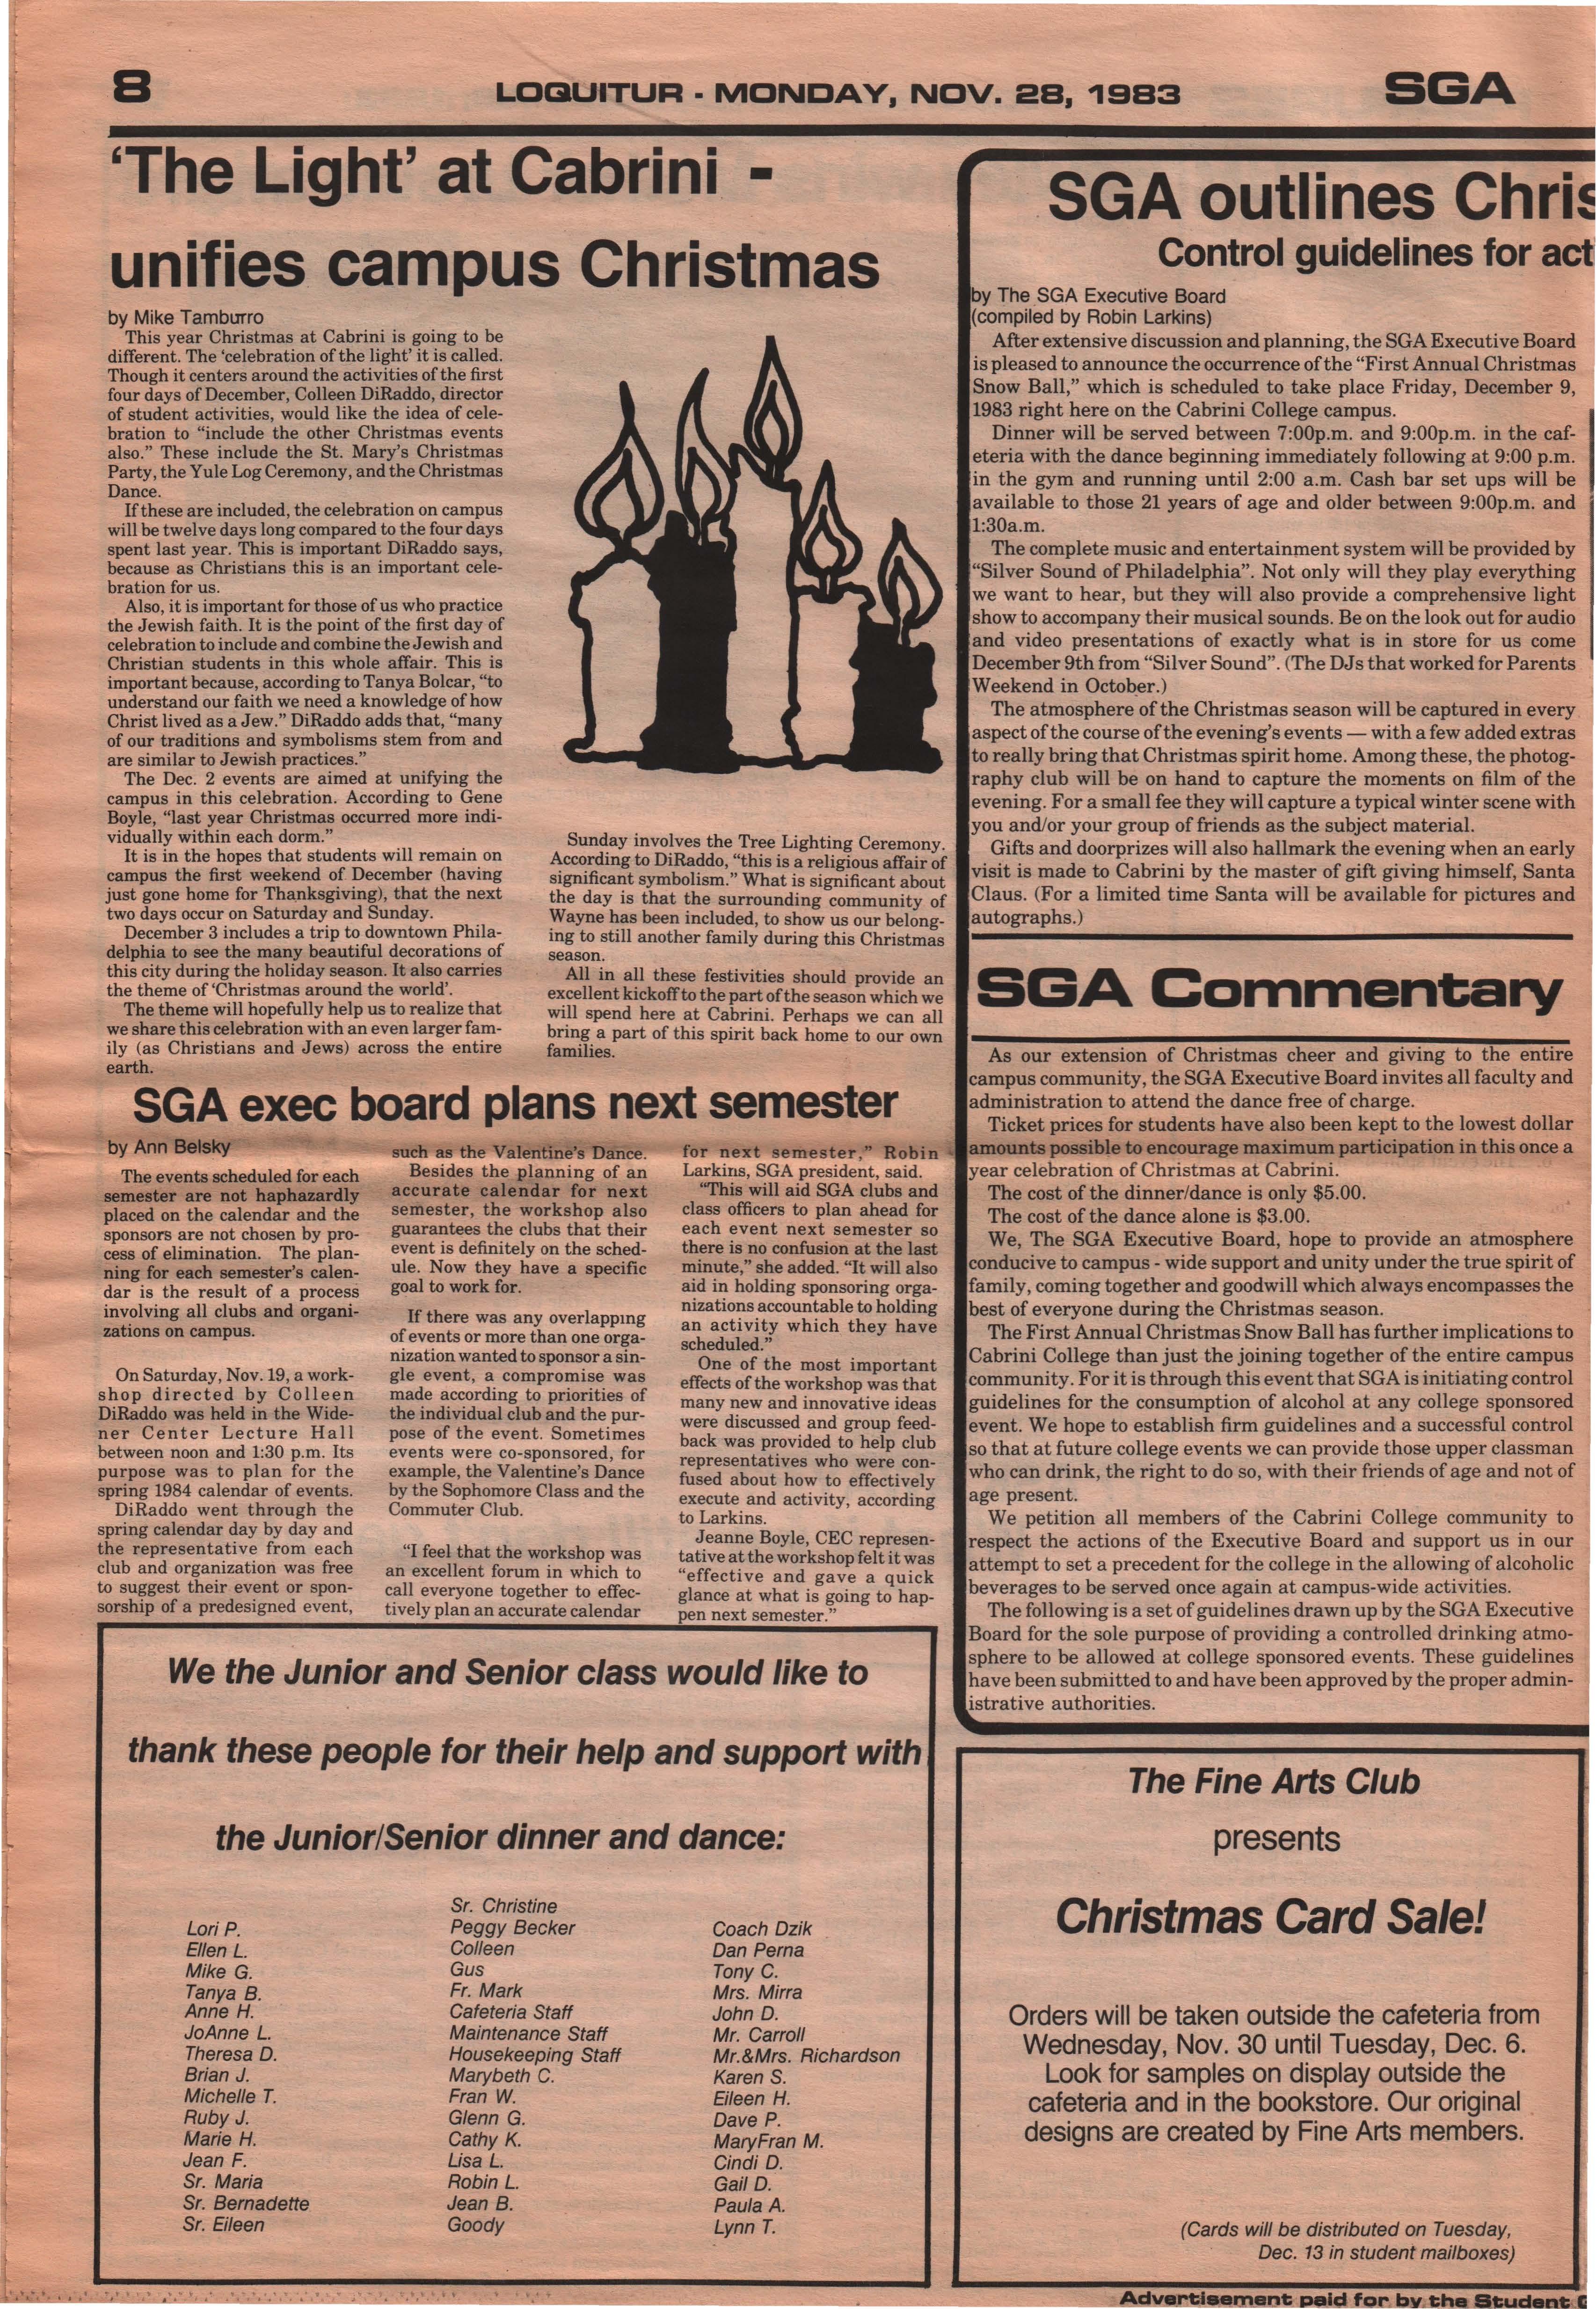 8
LOQUITUR - MONDAY, NOV. 28, 1983
SGA
‘The Light’ at Cabrini -
unifies campus Christmas
by Mike Tamburro
This year Christmas at Cabrini is going to be
different. The ‘celebration of the light’ it is called.
Though it centers around the activities of the first
four days of December, Colleen DiRaddo, director
of student activities, would like the idea of cele-
bration to “include the other Christmas events
also.” These include the St. Mary’s Christmas
Party, the Yule Log Ceremony, and the Christmas
Dance.
If these are included, the celebration on campus
will be twelve days long compared to the four days
spent last year. This is important DiRaddo says,
because as Christians this is an important cele-
bration for us.
Also, it is important for those of us who practice
the Jewish faith. It is the point of the first day of
celebration to include and combine the Jewish and
Christian students in this whole affair. This is
important because, according to Tanya Bolcar, “to
understand our faith we need a knowledge of how
Christ lived as a Jew.” DiRaddo adds that, “many
of our traditions and symbolisms stem from and
are similar to Jewish practices.”
The Dec. 2 events are aimed at unifying the
campus in this celebration. According to Gene
Boyle, “last year Christmas occurred more indi-
vidually within each dorm.”
It is in the hopes that students will remain on
campus the first weekend of December (having
just gone home for Thanksgiving), that the next
two days occur on Saturday and Sunday.
December 3 includes a trip to downtown Phila-
delphia to see the many beautiful decorations of
this city during the holiday season. It also carries
the theme of ‘Christmas around the world’.
The theme will hopefully help us to realize that
we share this celebration with an even larger fam-
ily (as Christians and Jews) across the entire
earth.
Sunday involves the Tree Lighting Ceremony.
According to DiRaddo, “this is a religious affair of
significant symbolism.” What is significant about
the day is that the surrounding community of
Wayne has been included, to show us our belong-
ing to still another family during this Christmas
season.
All in all these festivities should provide an
excellent kickoff to the part of the season which we
will spend here at Cabrini. Perhaps we can all
bring a part of this spirit back home to our own
families.
SGA exec board plans next semester
by Ann Belsky
The events scheduled for each
semester are not haphazardly
placed on the calendar and the
sponsors are not chosen by pro-
cess of elimination. The plan-
ning for each semester’s calen-
dar is the result of a process
involving all clubs and organi-
zations on campus.
On Saturday, Nov. 19, a work-
shop directed by Colleen
DiRaddo was held in the Wide-
ner Center Lecture Hall
between noon and 1:30 p.m. Its
purpose was to plan for the
spring 1984 calendar of events.
DiRaddo went through the
spring calendar day by day and
the representative from each
club and organization was free
to suggest their event or spon-
sorship of a predesigned event,
such as the Valentine’s Dance.
Besides the planning of an
accurate calendar for next
semester, the workshop also
guarantees the clubs that their
event is definitely on the sched-
ule. Now they have a specific
goal to work for.
If there was any overlapping
of events or more than one orga-
nization wanted to sponsor a sin-
gle event, a compromise was
made according to priorities of
the individual club and the pur-
pose of the event. Sometimes
events were co-sponsored, for
example, the Valentine’s Dance
by the Sophomore Class and the
Commuter Club.
“I feel that the workshop was
an excellent forum in which to
call everyone together to effec-
tively plan an accurate calendar
for next semester,” Robin
Larkins, SGA president, said.
“This will aid SGA clubs and
class officers to plan ahead for
each event next semester so
there is no confusion at the last
minute,” she added. “It will also
aid in holding sponsoring orga-
nizations accountable to holding
an activity which they have
scheduled.”
One of the most important
effects of the workshop was that
many new and innovative ideas
were discussed and group feed-
back was provided to help club
representatives who were con-
fused about how to effectively
execute and activity, according
to Larkins.
Jeanne Boyle, CEC represen-
tative at the workshop felt it was
“effective and gave a quick
glance at what is going to hap-
pen next semester.”
We the Junior and Senior class would like to
thank these people for their help and support with
the Junior/Senior dinner and dance:
Lori P.
Ellen L.
Mike G.
Tanya B.
Anne H.
JoAnne L.
Theresa D.
Brian J.
Michelle T.
Ruby J.
Marie H.
Jean F.
Sr. Maria
Sr. Bernadette
Sr. Eileen
Sr. Christine
Peggy Becker
Colleen
Gus
Fr. Mark
Cafeteria Staff
Maintenance Staff
Housekeeping Staff
Marybeth C.
Fran W.
Glenn G.
Cathy K.
Lisa L.
Robin L.
Jean B.
Goody
Coach Dzik
Dan Perna
Tony C.
Mrs. Mirra
John D.
Mr. Carroll
Mr.&Mrs. Richardson
Karen S.
Eileen H.
Dave P.
MaryFran M.
Cindi D.
Gail D.
Paula A.
Lynn T.
SGA outlines Chris
Control guidelines for act
by The SGA Executive Board
(compiled by Robin Larkins)
After extensive discussion and planning, the SGA Executive Board
is pleased to announce the occurrence of the “First Annual Christmas
Snow Ball,” which is scheduled to take place Friday, December 9,
1983 right here on the Cabrini College campus.
Dinner will be served between 7:00p.m. and 9:00p.m. in the caf-
eteria with the dance beginning immediately following at 9:00 p.m.
in the gym and running until 2:00 a.m. Cash bar set ups will be
available to those 21 years of age and older between 9:00p.m. and
1:30a.m.
The complete music and entertainment system will be provided by
“Silver Sound of Philadelphia”. Not only will they play everything
we want to hear, but they will also provide a comprehensive light
show to accompany their musical sounds. Be on the look out for audio
and video presentations of exactly what is in store for us come
December 9th from “Silver Sound”. (The DJs that worked for Parents
Weekend in October.)
The atmosphere of the Christmas season will be captured in every
aspect of the course of the evening’s events — with a few added extras
to really bring that Christmas spirit home. Among these, the photog-
raphy club will be on hand to capture the moments on film of the
evening. For a small fee they will capture a typical winter scene with
you and/or your group of friends as the subject material.
Gifts and doorprizes will also hallmark the evening when an early
visit is made to Cabrini by the master of gift giving himself, Santa
Claus. (For a limited time Santa will be available for pictures and
autographs.)
SGA Commentary
As our extension of Christmas cheer and giving to the entire
campus community, the SGA Executive Board invites all faculty and
administration to attend the dance free of charge.
Ticket prices for students have also been kept to the lowest dollar
amounts possible to encourage maximum participation in this once a
year celebration of Christmas at Cabrini.
The cost of the dinner/dance is only $5.00.
The cost of the dance alone is $3.00.
We, The SGA Executive Board, hope to provide an atmosphere
conducive to campus - wide support and unity under the true spirit of
family, coming together and goodwill which always encompasses the
best of everyone during the Christmas season.
The First Annual Christmas Snow Ball has further implications to
Cabrini College than just the joining together of the entire campus
community. For it is through this event that SGA is initiating control
guidelines for the consumption of alcohol at any college sponsored
event. We hope to establish firm guidelines and a successful control
so that at future college events we can provide those upper classman
who can drink, the right to do so, with their friends of age and not of
age present.
We petition all members of the Cabrini College community to
respect the actions of the Executive Board and support us in our
attempt to set a precedent for the college in the allowing of alcoholic
beverages to be served once again at campus-wide activities.
The following is a set of guidelines drawn up by the SGA Executive
Board for the sole purpose of providing a controlled drinking atmo-
sphere to be allowed at college sponsored events. These guidelines
have been submitted to and have been approved by the proper admin-
istrative authorities.
The Fine Arts Club
presents
Christmas Card Sale!
Orders will be taken outside the cafeteria from
Wednesday, Nov. 30 until Tuesday, Dec. 6.
Look for samples on display outside the
cafeteria and in the bookstore. Our original
designs are created by Fine Arts members.
(Cards will be distributed on Tuesday,
Dec. 13 in student mailboxes)
Advertisement paid for by the Student